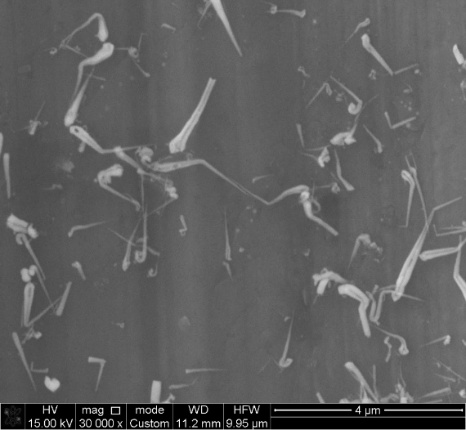 HV mag mode WD HFW 4 µm
15.00 kV 30 000 x Custom 11.2 mm 9.95 µm